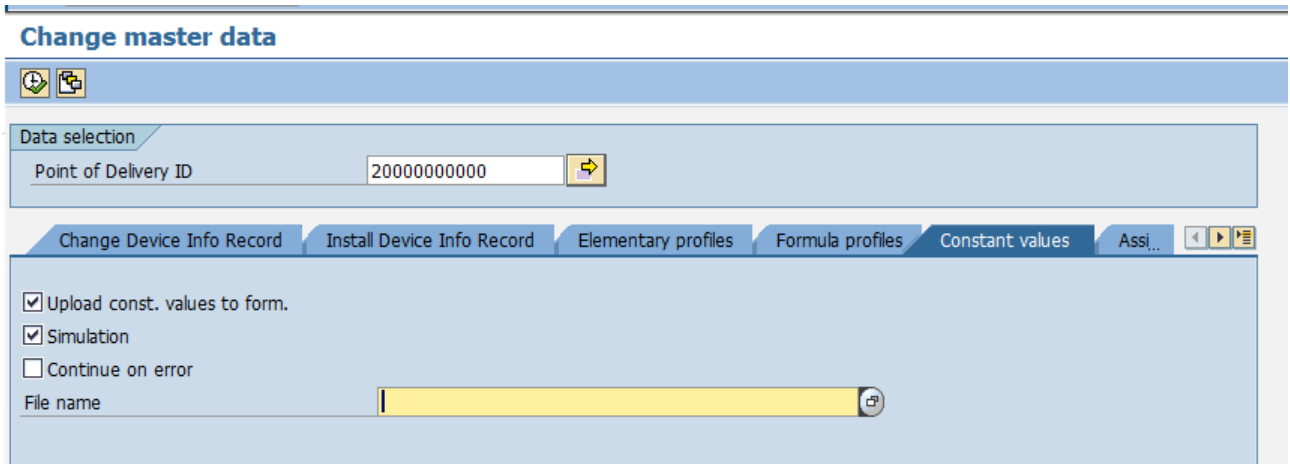 Change master data
Data selection
Point of Delivery ID 20000000000
Change Device Info Record Install Device Info Record Elementary profiles Formula profiles Constant values Assi...
Upload const. values to form.
Simulation
Continue on error
File name